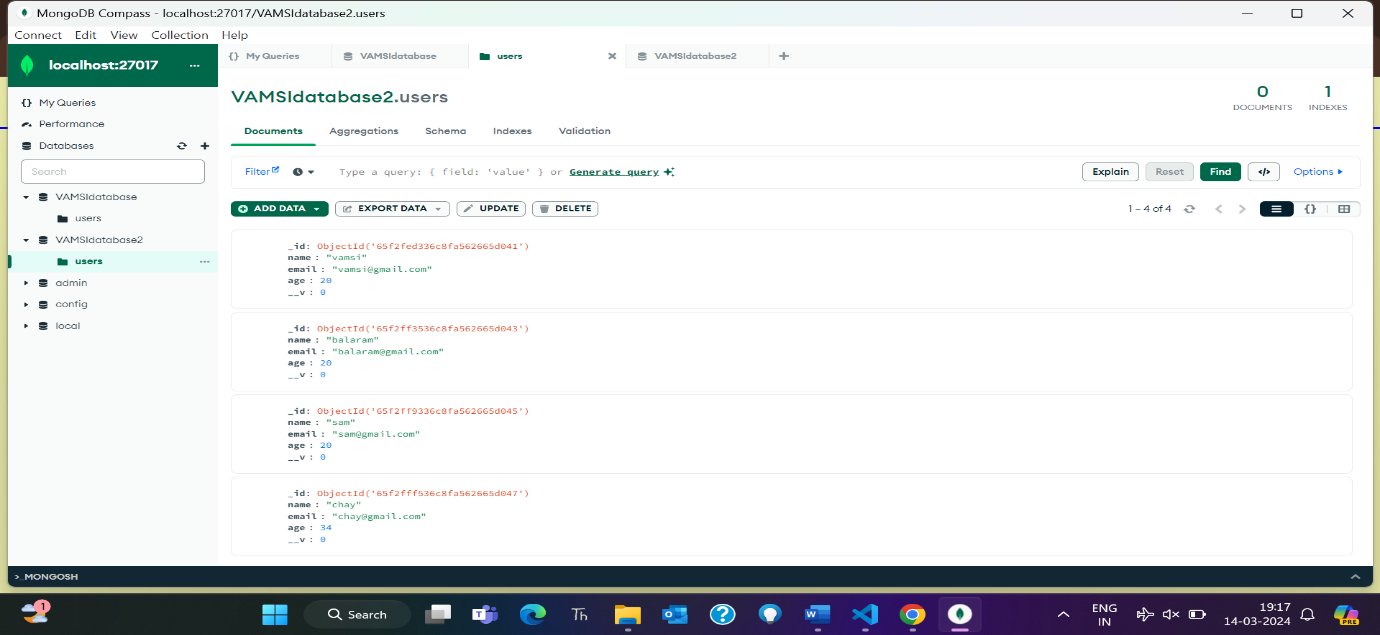 MongoDB Compass - localhost:27017/VAMSIdatabase2.users
Connect Edit View Collection Help
localhost:27017 ...
{} My Queries
VAMSIdatabase
users
VAMSIdatabase2
My Queries
Performance
Databases
Search
VAMSIdatabase
users
VAMSIdatabase2
users ...
admin
config
local
VAMSIdatabase2.users
0
DOCUMENTS
1
INDEXES
Documents Aggregations Schema Indexes Validation
Filter Type a query: { field: 'value' } or Generate query
Explain Reset Find </> Options
ADD DATA EXPORT DATA UPDATE DELETE
1 – 4 of 4 {}
_id: ObjectId('65f2fed336c8fa562665d041')
name : "vamsi"
email : "vamsi@gmail.com"
age : 20
__v : 0
_id: ObjectId('65f2ff3536c8fa562665d043')
name : "balaram"
email : "balaram@gmail.com"
age : 20
__v : 0
_id: ObjectId('65f2ff9336c8fa562665d045')
name : "sam"
email : "sam@gmail.com"
age : 20
__v : 0
_id: ObjectId('65f2fff536c8fa562665d047')
name : "chay"
email : "chay@gmail.com"
age : 34
__v : 0
>_MONGOSH
1
Search
Th
ENG
IN
19:17
14-03-2024
PRE